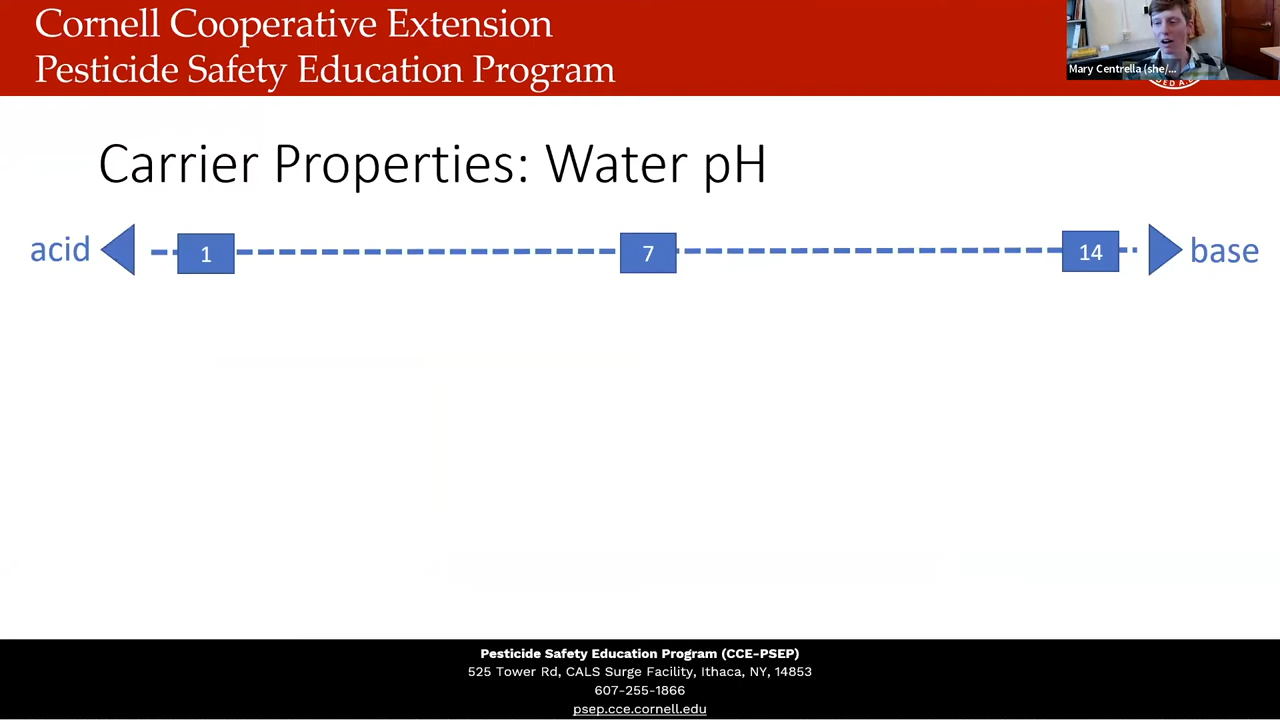 Cornell Cooperative Extension
Pesticide Safety Education Program
Mary Centrella (she/...
Carrier Properties: Water pH
acid 1 7 14 base
Pesticide Safety Education Program (CCE-PSEP)
525 Tower Rd, CALS Surge Facility, Ithaca, NY, 14853
607-255-1866
psep.cce.cornell.edu